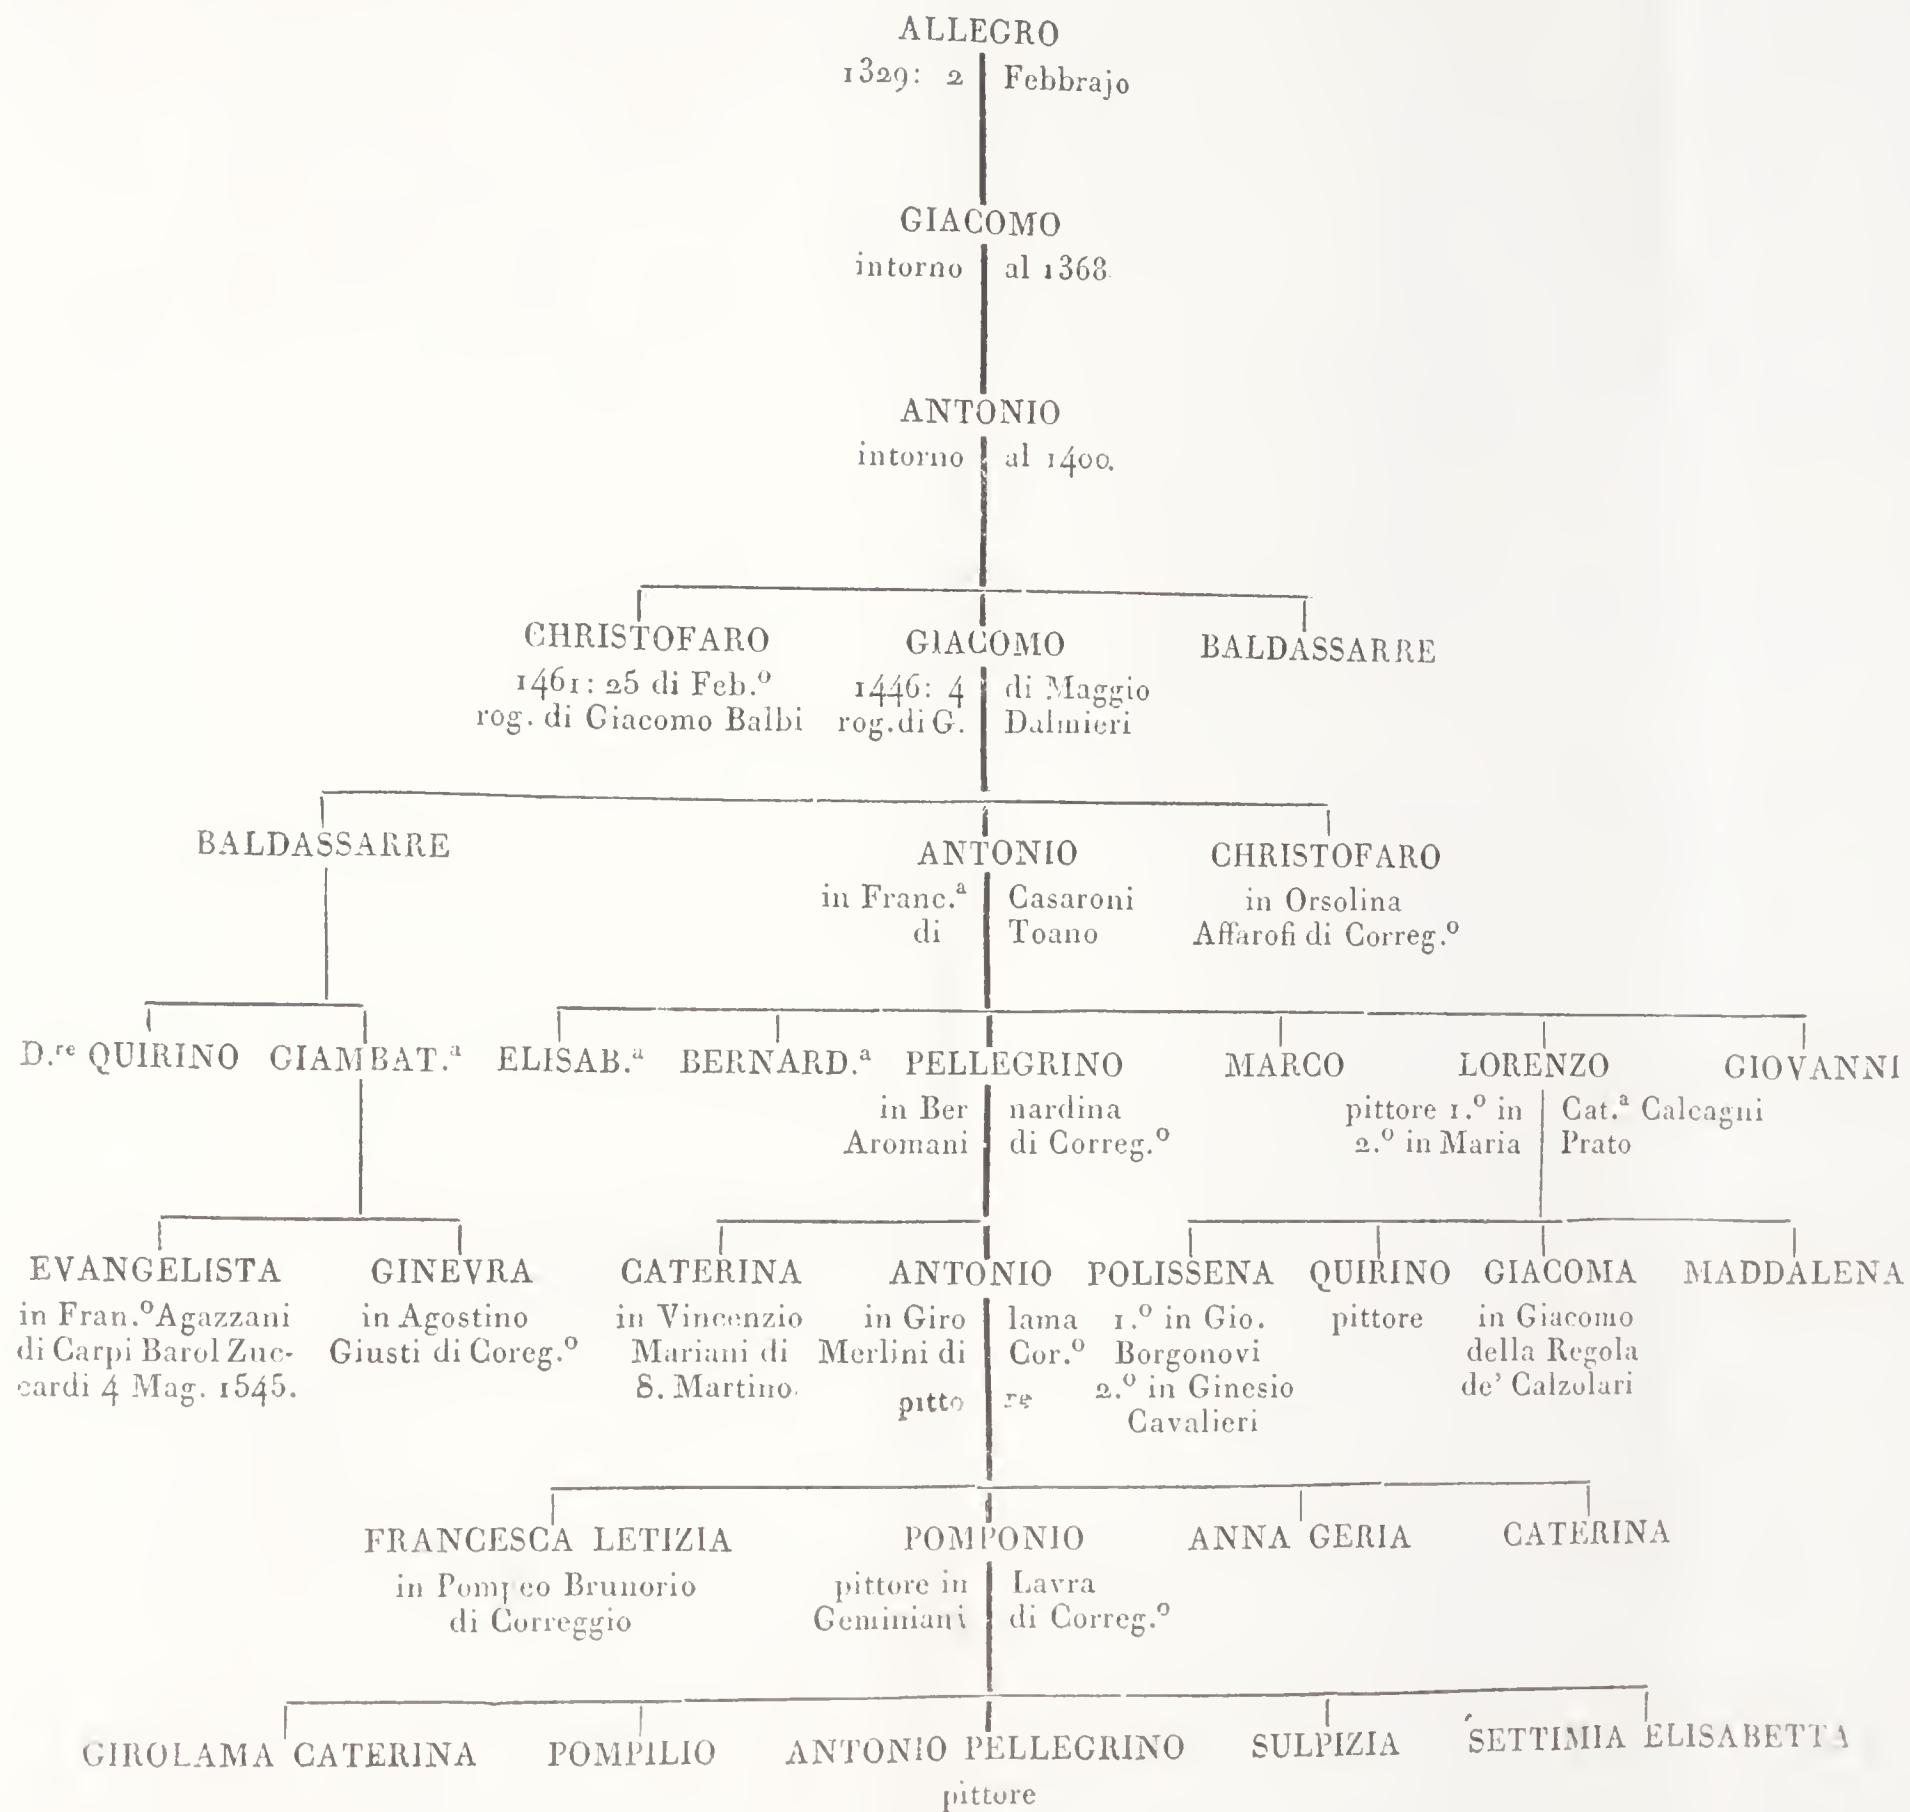 ALLEGRO
1329: 2 Febbrajo
GIACOMO
intorno al 1368.
ANTONIO
intorno al 1400.
CHRISTOFARO
1461: 25 di Feb.º
rog. di Giacomo Balbi
GIACOMO
1446: 4 di Maggio
rog. di G. Dalmieri
BALDASSARRE
BALDASSARRE
ANTONIO
in Franc.ª Casaroni
di Toano
CHRISTOFARO
in Orsolina
Affarofi di Correg.º
D.re QUIRINO
GIAMBAT.ª
ELISAB.ª
BERNARD.ª
PELLEGRINO
in Ber nardina
Aromani di Correg.º
MARCO
LORENZO
pittore 1.º in Cat.ª Calcagni
2.º in Maria Prato
GIOVANNI
EVANGELISTA
in Fran.º Agazzani
di Carpi Barol Zuc-
cardi 4 Mag. 1545.
GINEVRA
in Agostino
Giusti di Coreg.º
CATERINA
in Vincenzio
Mariani di
S. Martino.
ANTONIO
in Giro lama
Merlini di Cor.º
pitto re
POLISSENA
1.º in Gio.
Borgonovi
2.º in Ginesio
Cavalieri
QUIRINO
pittore
GIACOMA
in Giacomo
della Regola
de' Calzolari
MADDALENA
FRANCESCA LETIZIA
in Pompeo Brunorio
di Correggio
POMPONIO
pittore in Lavra
Geminiani di Correg.º
ANNA GERIA
CATERINA
GIROLAMA CATERINA
POMPILIO
ANTONIO PELLEGRINO
pittore
SULPIZIA
SETTIMIA ELISABETTA